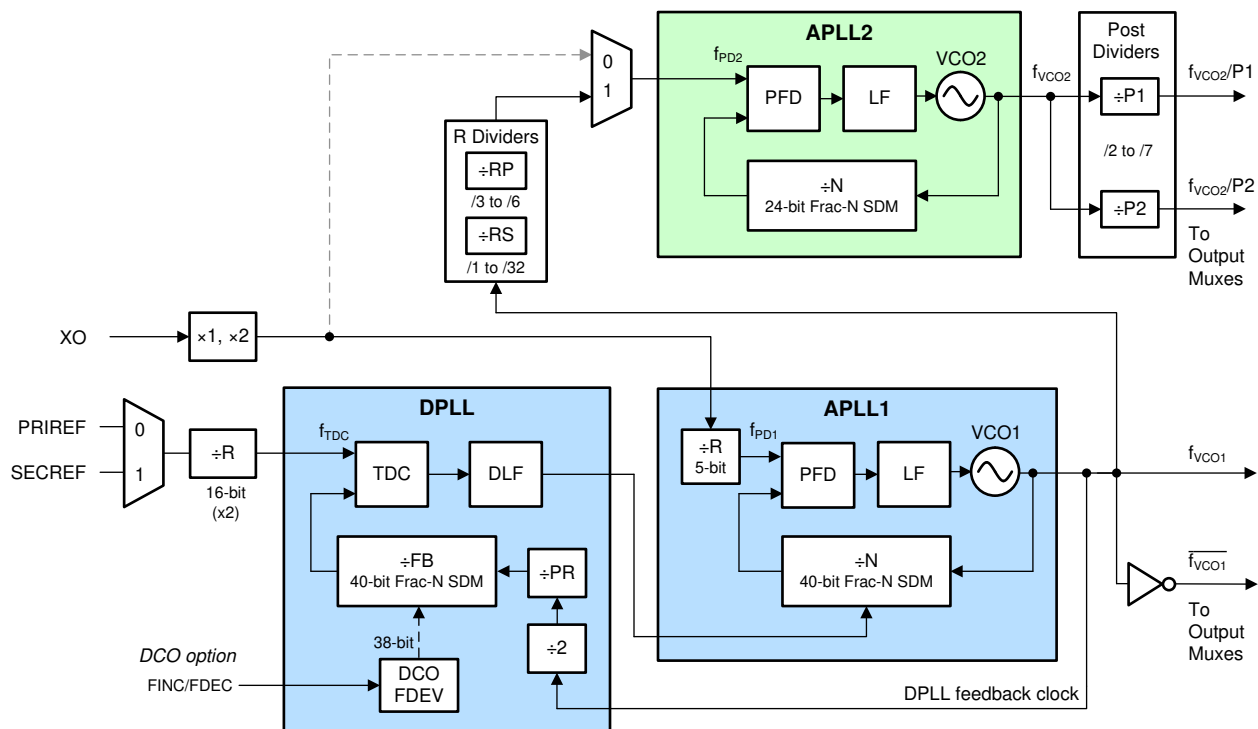 APLL2
Post
Dividers
VCO2
0
1
f_PD2
PFD
LF
f_VCO2
÷P1
f_VCO2/P1
R Dividers
÷RP
/3 to /6
÷RS
/1 to /32
÷N
24-bit Frac-N SDM
/2 to /7
÷P2
f_VCO2/P2
To
Output
Muxes
XO
×1, ×2
DPLL
APLL1
PRIREF
SECREF
0
1
÷R
16-bit
(x2)
f_TDC
TDC
DLF
÷R
5-bit
f_PD1
PFD
LF
VCO1
f_VCO1
÷FB
40-bit Frac-N SDM
÷PR
÷N
40-bit Frac-N SDM
f_VCO1
To
Output
Muxes
38-bit
÷2
DCO option
FINC/FDEC
DCO
FDEV
DPLL feedback clock